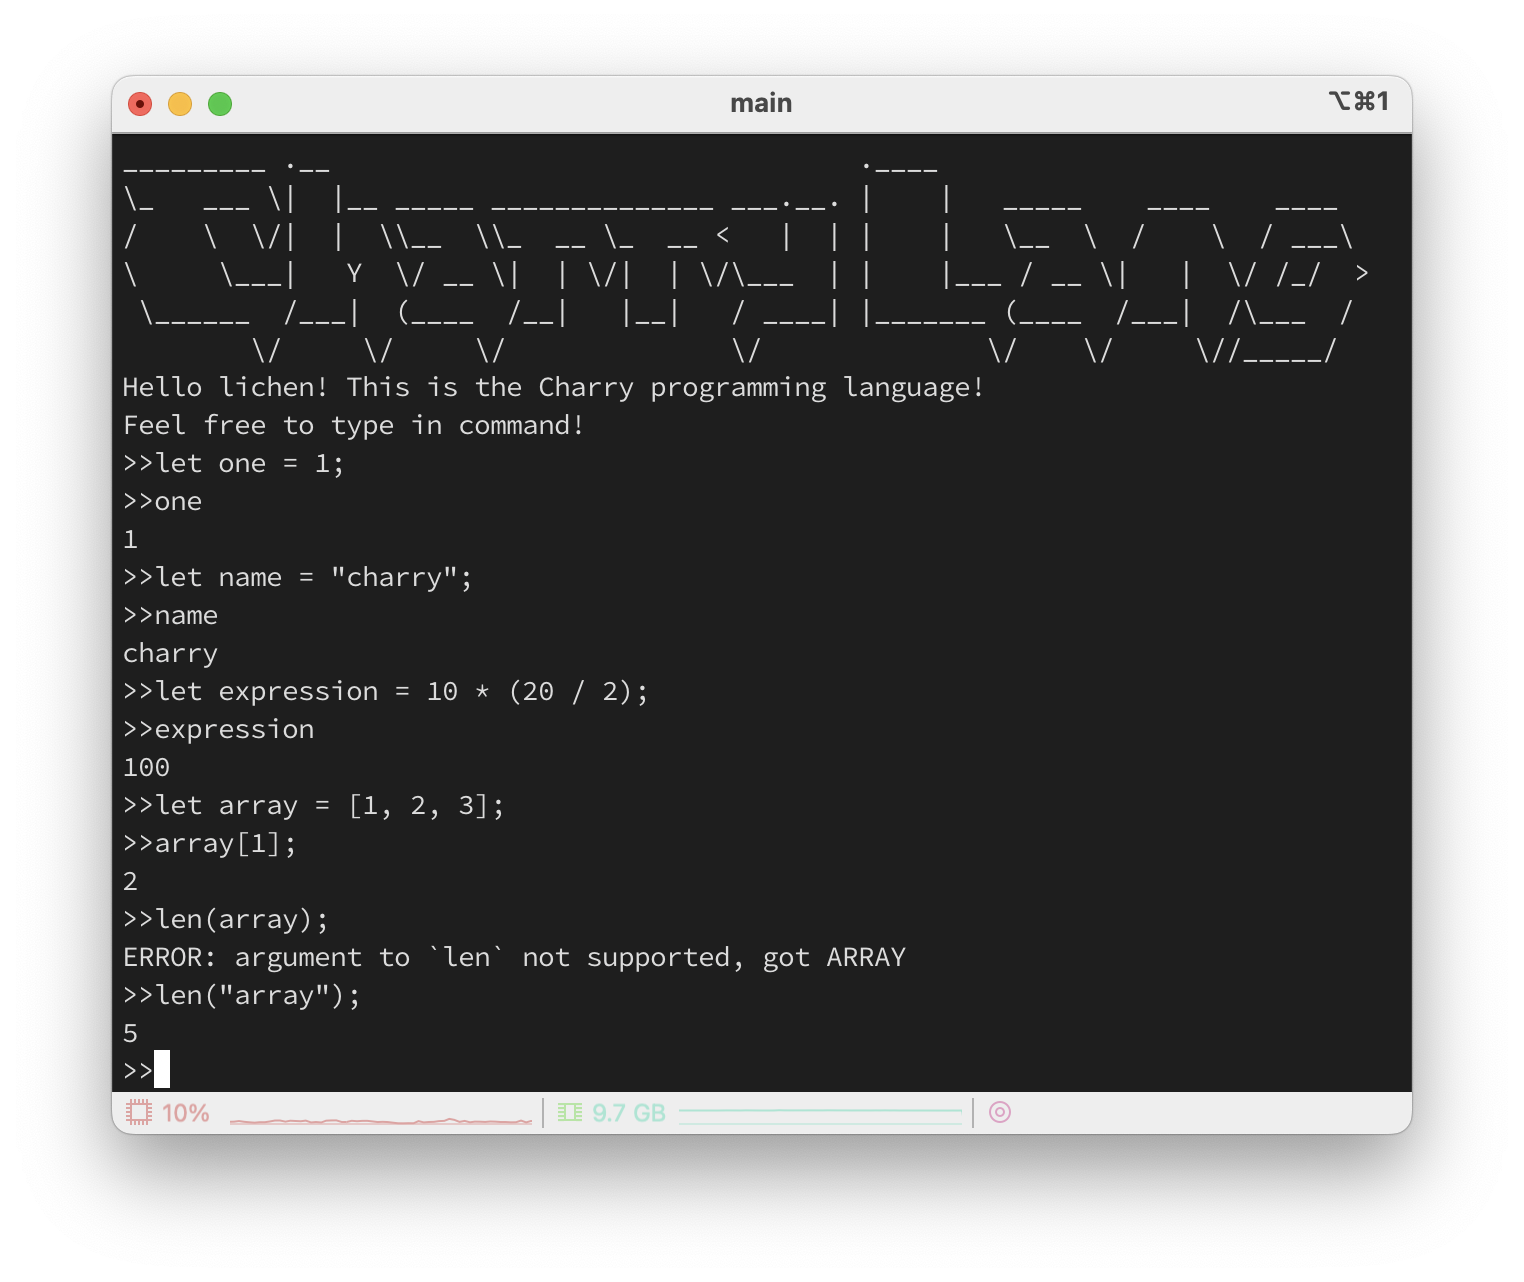 main
⌥⌘1
_________ .__                                  .____
\_   ___ \|  |__ _____ ______________ ___.__. |    |   _____    ____    ____
/    \  \/|  |  \\__  \\_  __ \_  __ <   |  | |    |   \__  \  /    \  / ___\
\     \___|   Y  \/ __ \|  | \/|  | \/\___  | |    |___ / __ \|   |  \/ /_/  >
 \______  /___|  (____  /__|   |__|   / ____| |_______ (____  /___|  /\___  /
        \/     \/     \/              \/              \/    \/     \//_____/
Hello lichen! This is the Charry programming language!
Feel free to type in command!
>>let one = 1;
>>one
1
>>let name = "charry";
>>name
charry
>>let expression = 10 * (20 / 2);
>>expression
100
>>let array = [1, 2, 3];
>>array[1];
2
>>len(array);
ERROR: argument to `len` not supported, got ARRAY
>>len("array");
5
>>
10%
9.7 GB